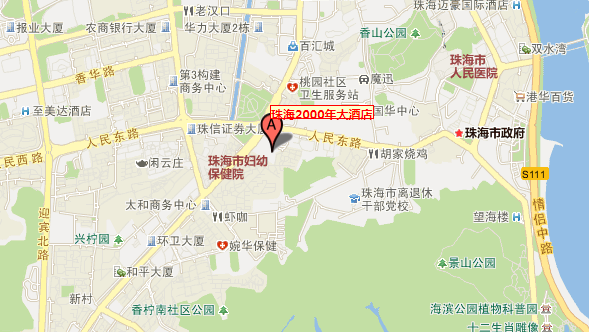 老汉口
报业大厦
农商银行大厦
华力大厦2栋
香山公园
珠海迈豪国际酒店
百汇城
双水湾
珠海市
人民医院
香华路
第3构建
商务中心
桃园社区
卫生服务站
魔迅
港华百货
至美达酒店
珠海2000年大酒店
国华中心
A
人民东路
珠信证券大厦
人民东路
珠海市政府
民西路
闲云庄
珠海市妇幼
保健院
胡家烧鸡
S111
太和商务中心
虾咖
珠海市离退休
干部党校
望海楼
情侣中路
迎宾北路
兴柠园
环卫大厦
婉华保健
和平大厦
景山公园
新村
香柠南社区公园
海滨公园植物科普园
十二生肖雕像